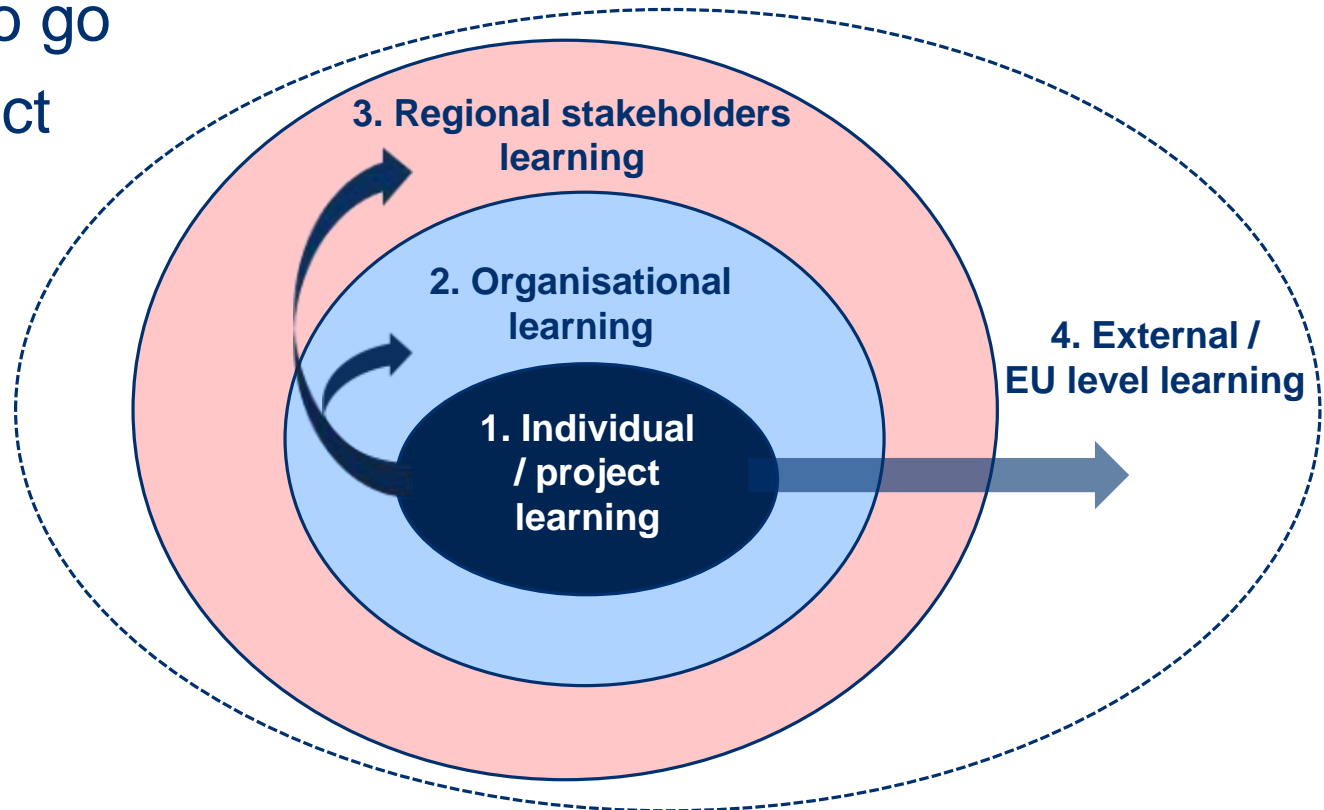 o go
ct
3. Regional stakeholders
learning
2. Organisational
learning
4. External /
EU level learning
1. Individual
/ project
learning